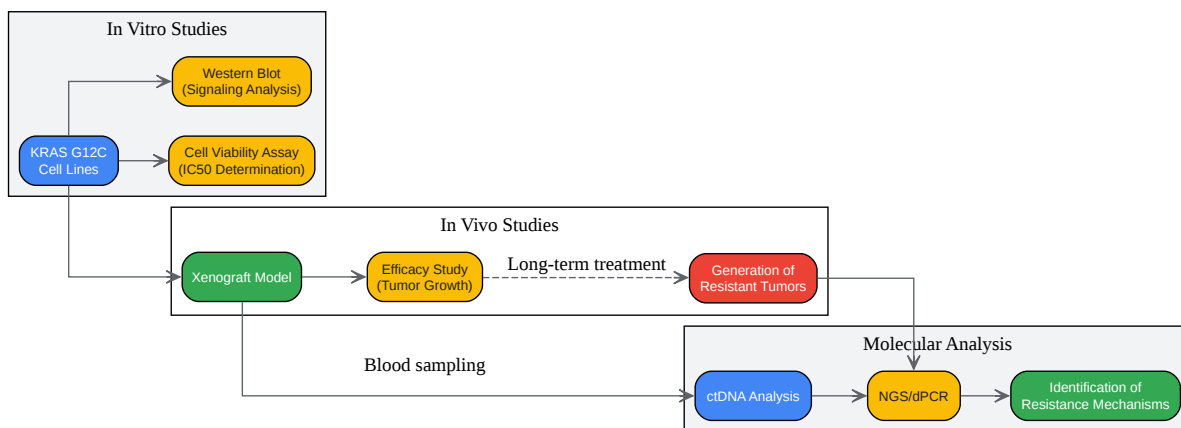 In Vitro Studies
Western Blot
(Signaling Analysis)
KRAS G12C
Cell Lines
Cell Viability Assay
(IC50 Determination)
In Vivo Studies
Xenograft Model
Efficacy Study
(Tumor Growth)
Long-term treatment
Generation of
Resistant Tumors
Blood sampling
Molecular Analysis
ctDNA Analysis
NGS/dPCR
Identification of
Resistance Mechanisms